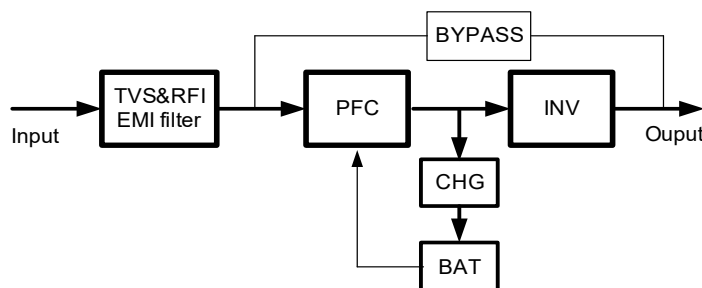 BYPASS
TVS&RFI
EMI filter
PFC
INV
Input
Ouput
CHG
BAT